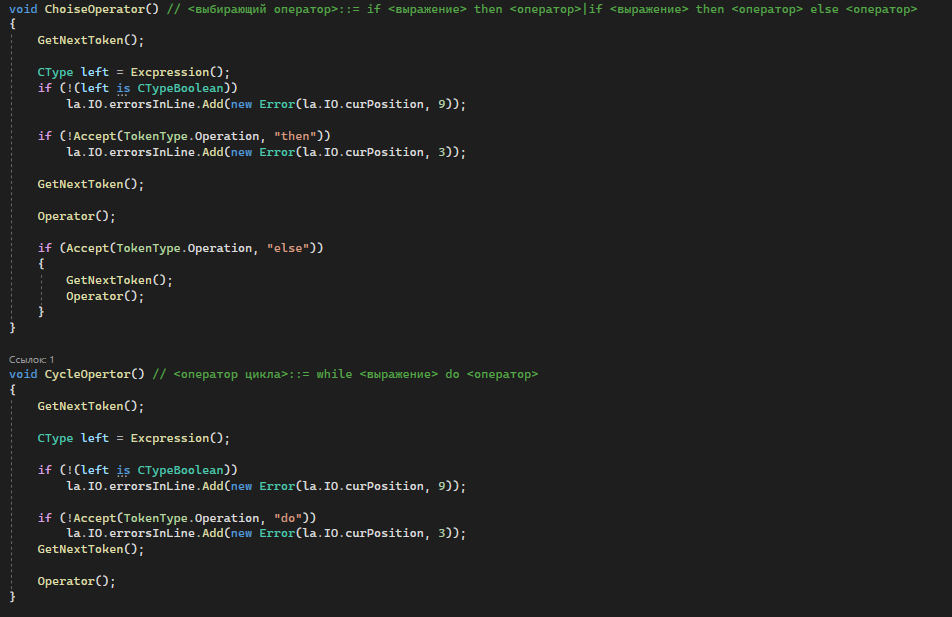 void ChoiseOperator() // <выбирающий оператор>::= if <выражение> then <оператор>|if <выражение> then <оператор> else <оператор>
{
GetNextToken();
CType left = Excpression();
if (!(left is CTypeBoolean))
la.IO.errorsInLine.Add(new Error(la.IO.curPosition, 9));
if (!Accept(TokenType.Operation, "then"))
la.IO.errorsInLine.Add(new Error(la.IO.curPosition, 3));
GetNextToken();
Operator();
if (Accept(TokenType.Operation, "else"))
{
GetNextToken();
Operator();
}
}
Ссылок: 1
void CycleOpertor() // <оператор цикла>::= while <выражение> do <оператор>
{
GetNextToken();
CType left = Excpression();
if (!(left is CTypeBoolean))
la.IO.errorsInLine.Add(new Error(la.IO.curPosition, 9));
if (!Accept(TokenType.Operation, "do"))
la.IO.errorsInLine.Add(new Error(la.IO.curPosition, 3));
GetNextToken();
Operator();
}